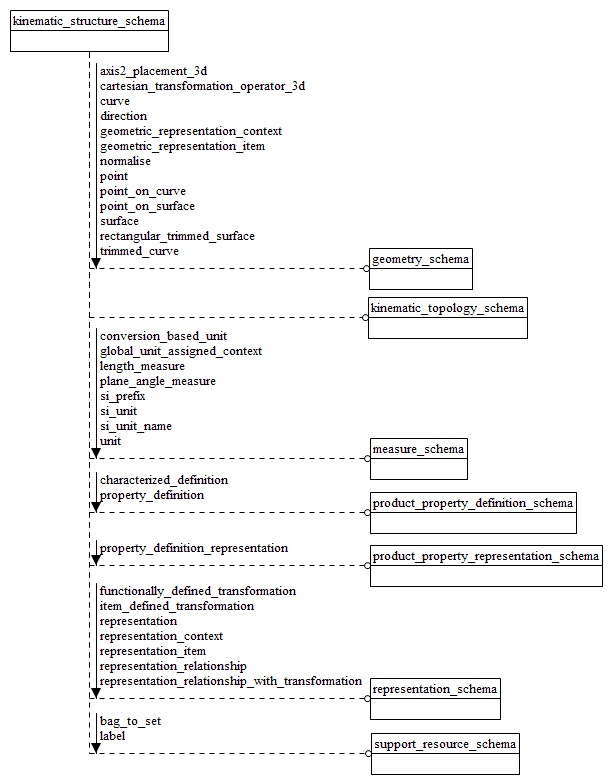 kinematic_structure_schema
axis2_placement_3d
cartesian_transformation_operator_3d
curve
direction
geometric_representation_context
geometric_representation_item
normalise
point
point_on_curve
point_on_surface
surface
rectangular_trimmed_surface
trimmed_curve
geometry_schema
kinematic_topology_schema
conversion_based_unit
global_unit_assigned_context
length_measure
plane_angle_measure
si_prefix
si_unit
si_unit_name
unit
measure_schema
characterized_definition
property_definition
product_property_definition_schema
property_definition_representation
product_property_representation_schema
functionally_defined_transformation
item_defined_transformation
representation
representation_context
representation_item
representation_relationship
representation_relationship_with_transformation
representation_schema
bag_to_set
label
support_resource_schema